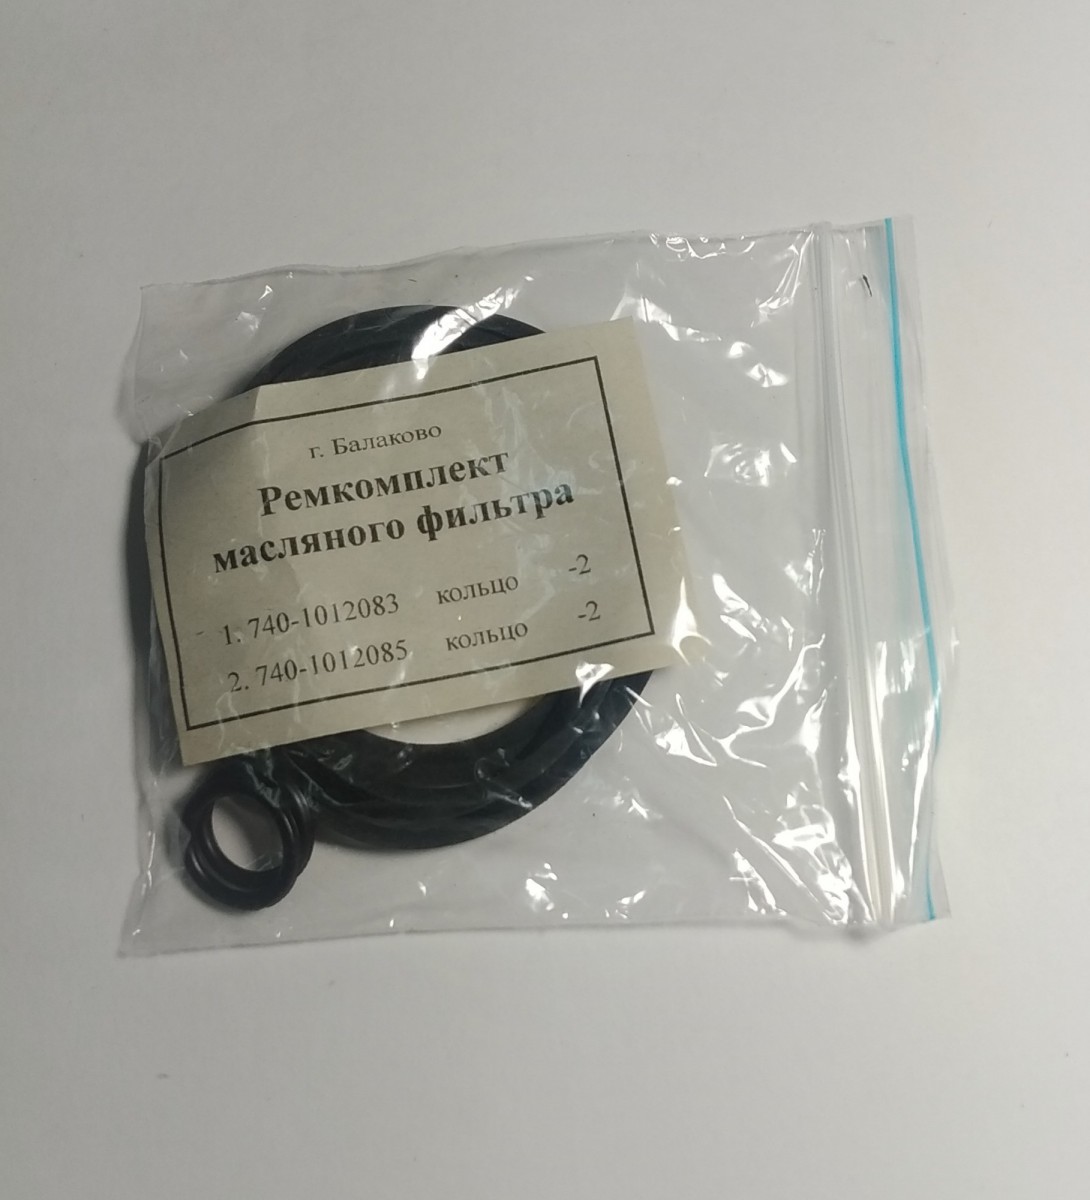 г. Балаково
Ремкомплект
масляного фильтра
1. 740-1012083 кольцо -2
2. 740-1012085 кольцо -2